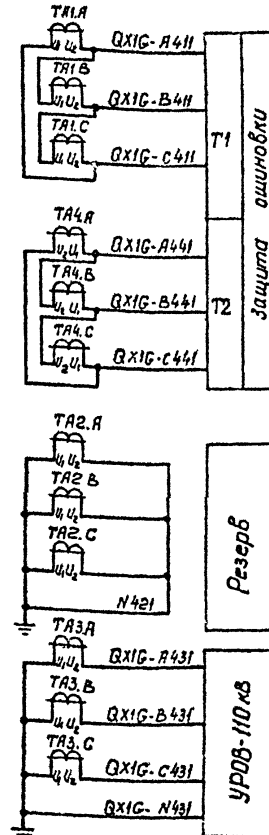 TA1.A
U1 U2 QX1G-A411
TA1.B
U1 U2 QX1G-B411
TA1.C
U1 U2 QX1G-C411
T1
TA4.A
U2 U1 QX1G-A441
TA4.B
U2 U1 QX1G-B441
TA4.C
U2 U1 QX1G-C441
T2
Защита ошиновки
TA2.A
U1 U2
TA2 B
U1 U2
TA2.C
U1 U2
N421
Резерв
TA3.A
U1 U2 QX1G-A431
TA3.B
U1 U2 QX1G-B431
TA3.C
U1 U2 QX1G-C431
QX1G-N431
УРОВ-110 кв